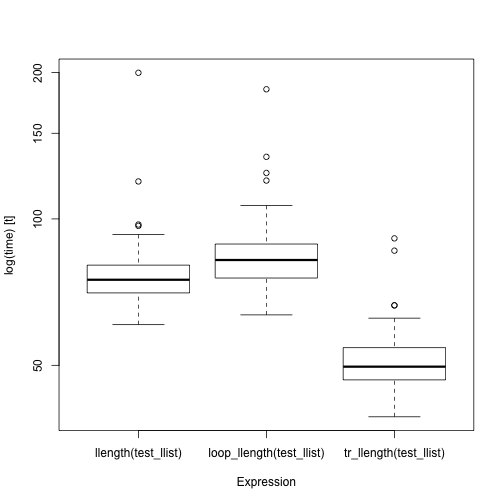 200
150
100
50
log(time) [t]
llength(test_llist)
loop_llength(test_llist)
tr_llength(test_llist)
Expression